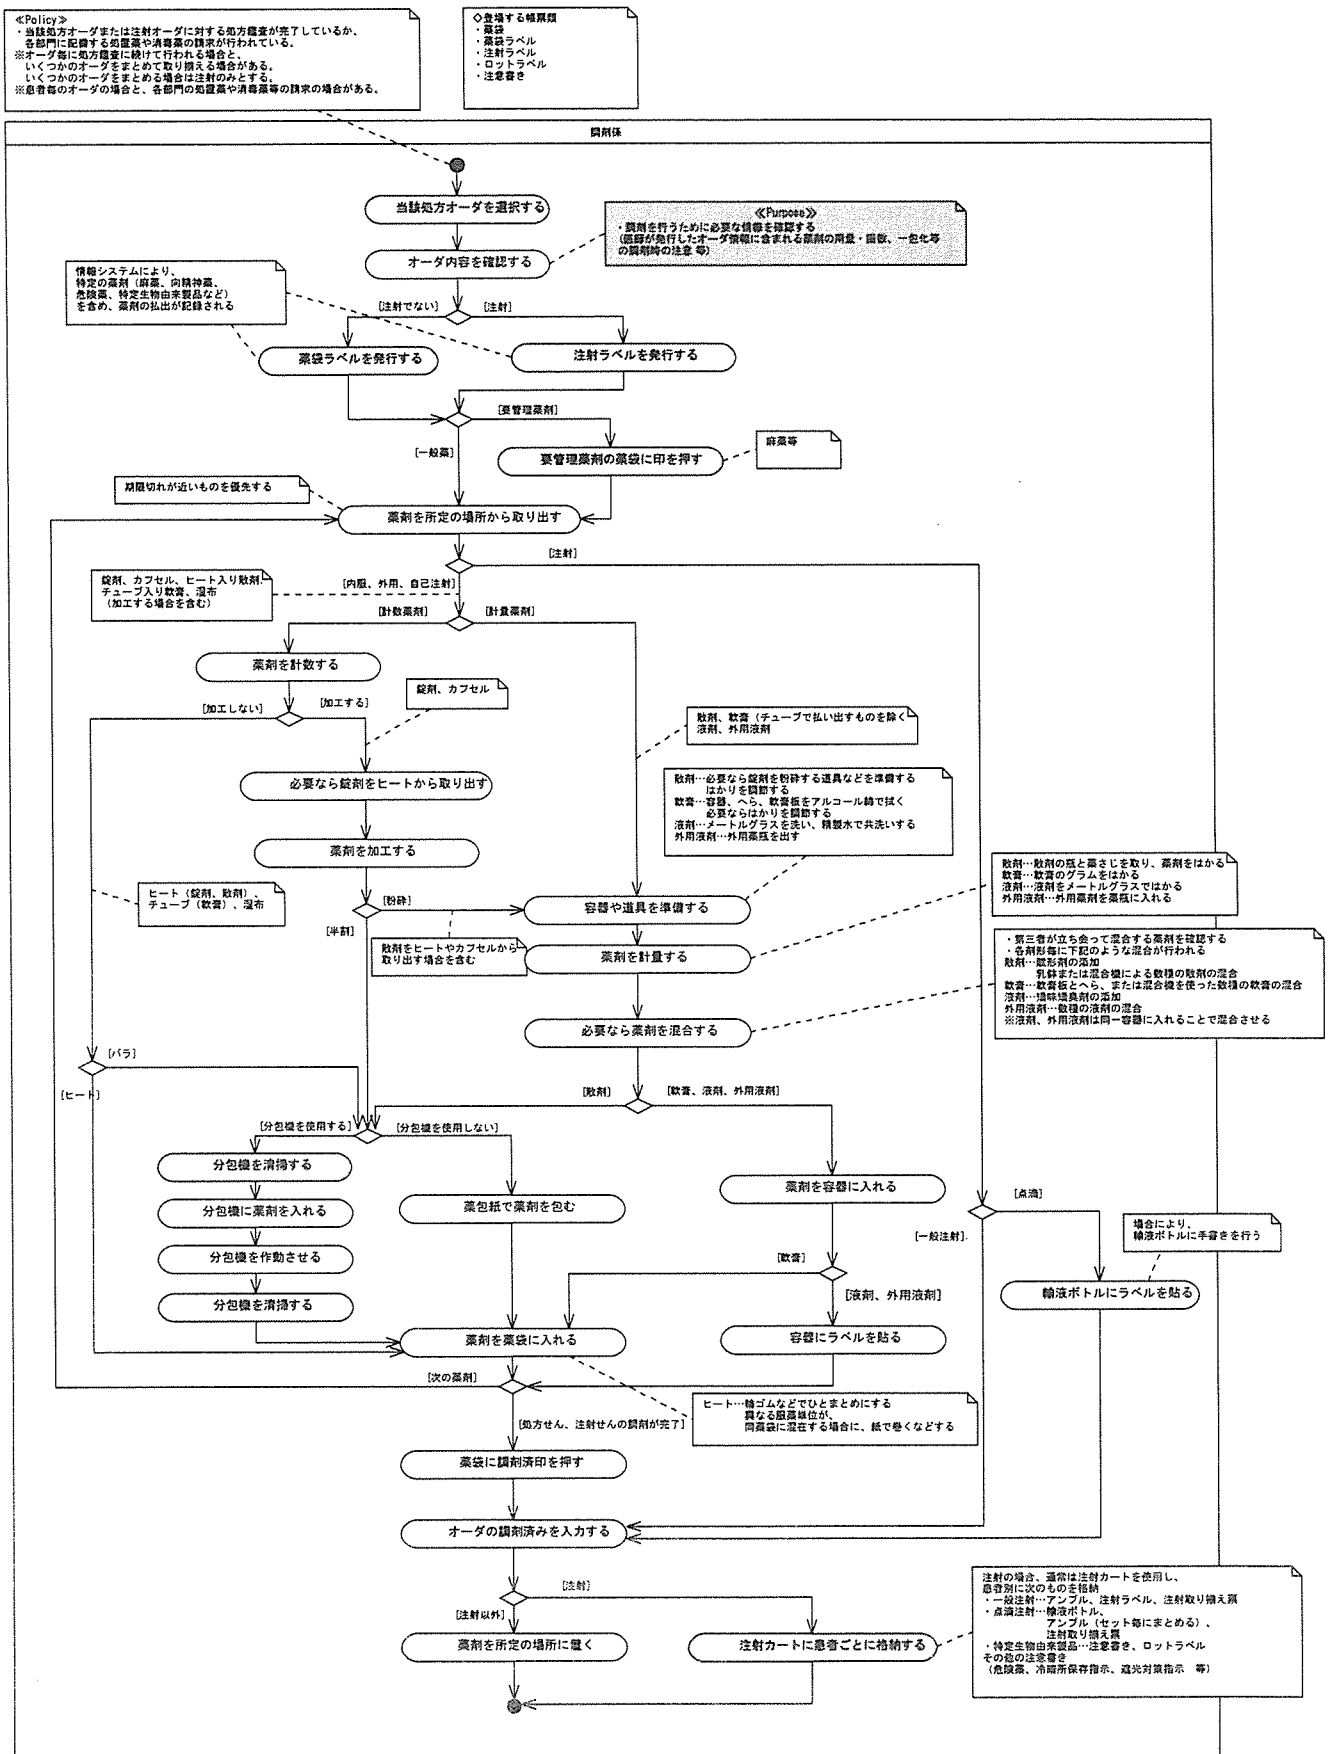 ≪Policy≫
・当該処方オーダまたは注射オーダに対する処方鑑査が完了しているか、
各部門に配備する処置薬や消毒薬の請求が行われている。
※オーダ毎に処方鑑査に続けて行われる場合と、
いくつかのオーダをまとめて取り揃える場合がある。
いくつかのオーダをまとめる場合は注射のみとする。
※患者毎のオーダの場合と、各部門の処置薬や消毒薬等の請求の場合がある。
◇登場する帳票類
・薬袋
・薬袋ラベル
・注射ラベル
・ロットラベル
・注意書き
調剤係
当該処方オーダを選択する
≪Purpose≫
・調剤を行うために必要な情報を確認する
(医師が発行したオーダ情報に含まれる薬剤の用量・回数、一包化等
の調剤時の注意 等)
オーダ内容を確認する
情報システムにより、
特定の薬剤（麻薬、向精神薬、
危険薬、特定生物由来製品など）
を含め、薬剤の払出が記録される
[注射でない]
[注射]
薬袋ラベルを発行する
注射ラベルを発行する
[要管理薬剤]
[一般薬]
要管理薬剤の薬袋に印を押す
麻薬等
期限切れが近いものを優先する
薬剤を所定の場所から取り出す
[注射]
錠剤、カプセル、ヒート入り散剤、
チューブ入り軟膏、湿布
（加工する場合を含む）
[内服、外用、自己注射]
[計数薬剤]
[計量薬剤]
薬剤を計数する
錠剤、カプセル
[加工しない]
[加工する]
散剤、軟膏（チューブで払い出すものを除く
液剤、外用液剤
必要なら錠剤をヒートから取り出す
散剤…必要なら錠剤を粉砕する道具などを準備する
はかりを調節する
軟膏…容器、へら、軟膏板をアルコール綿で拭く
必要ならはかりを調節する
液剤…メートルグラスを洗い、精製水で共洗いする
外用液剤…外用薬瓶を出す
薬剤を加工する
散剤…散剤の瓶と薬さじを取り、薬剤をはかる
軟膏…軟膏のグラムをはかる
液剤…液剤をメートルグラスではかる
外用液剤…外用薬剤を薬瓶に入れる
ヒート（錠剤、散剤）、
チューブ（軟膏）、湿布
[粉砕]
容器や道具を準備する
[半割]
散剤をヒートやカプセルから
取り出す場合を含む
薬剤を計量する
・第三者が立ち会って混合する薬剤を確認する
・各剤形毎に下記のような混合が行われる
散剤…賦形剤の添加
乳鉢または混合機による数種の散剤の混合
軟膏…軟膏板とへら、または混合機を使った数種の軟膏の混合
液剤…矯味矯臭剤の添加
外用液剤…数種の液剤の混合
※液剤、外用液剤は同一容器に入れることで混合させる
必要なら薬剤を混合する
[バラ]
[ヒート]
[散剤]
[軟膏、液剤、外用液剤]
[分包機を使用する]
[分包機を使用しない]
分包機を清掃する
薬剤を容器に入れる
[点滴]
分包機に薬剤を入れる
薬包紙で薬剤を包む
[一般注射]
場合により、
輸液ボトルに手書きを行う
分包機を作動させる
[軟膏]
[液剤、外用液剤]
輸液ボトルにラベルを貼る
分包機を清掃する
薬剤を薬袋に入れる
容器にラベルを貼る
[次の薬剤]
ヒート…輪ゴムなどでひとまとめにする
異なる服薬単位が、
同薬袋に混在する場合に、紙で巻くなどする
[処方せん、注射せんの調剤が完了]
薬袋に調剤済印を押す
オーダの調剤済みを入力する
[注射]
[注射以外]
注射の場合、通常は注射カートを使用し、
患者別に次のものを格納
・一般注射…アンプル、注射ラベル、注射取り揃え票
・点滴注射…輸液ボトル、
アンプル（セット毎にまとめる）、
注射取り揃え票
・特定生物由来製品…注意書き、ロットラベル
その他の注意書き
（危険薬、冷暗所保存指示、遮光対策指示　等）
薬剤を所定の場所に置く
注射カートに患者ごとに格納する